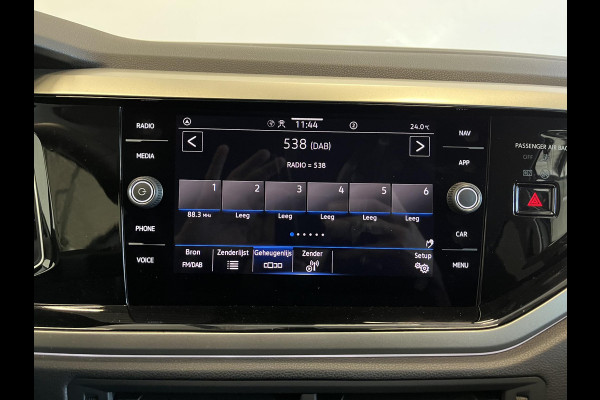 RADIO
MEDIA
PHONE
VOICE
11:44
2
24.0°C
538 (DAB)
RADIO = 538
1 2 3 4 5 6
88.3 MHz Leeg Leeg Leeg Leeg Leeg
Bron Zenderlijst Geheugenlijst Zender Setup
FM/DAB
NAV
APP
CAR
MENU
PASSENGER AIR BAG
OFF